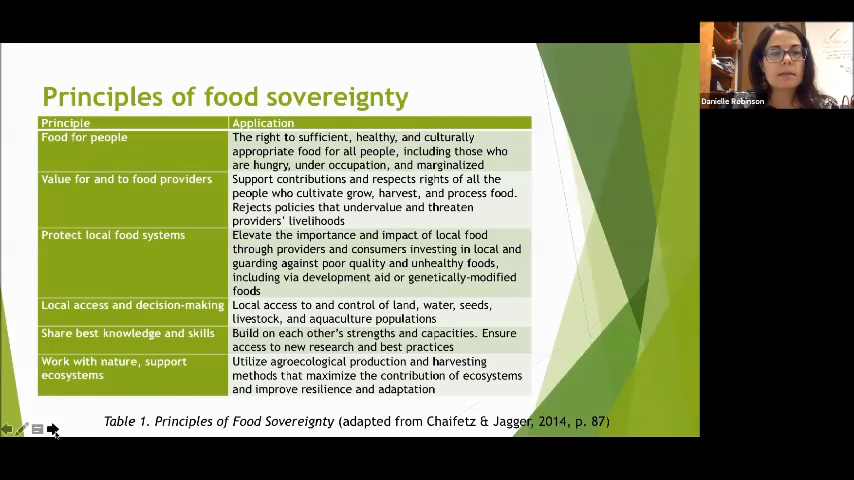 Principles of food sovereignty
Principle
Application
Food for people
The right to sufficient, healthy, and culturally
appropriate food for all people, including those who
are hungry, under occupation, and marginalized
Value for and to food providers
Support contributions and respects rights of all the
people who cultivate grow, harvest, and process food.
Rejects policies that undervalue and threaten
providers' livelihoods
Protect local food systems
Elevate the importance and impact of local food
through providers and consumers investing in local and
guarding against poor quality and unhealthy foods,
including via development aid or genetically-modified
foods
Local access and decision-making
Local access to and control of land, water, seeds,
livestock, and aquaculture populations
Share best knowledge and skills
Build on each other's strengths and capacities. Ensure
access to new research and best practices
Work with nature, support
ecosystems
Utilize agroecological production and harvesting
methods that maximize the contribution of ecosystems
and improve resilience and adaptation
Table 1. Principles of Food Sovereignty (adapted from Chaifetz & Jagger, 2014, p. 87)
Danielle Robinson